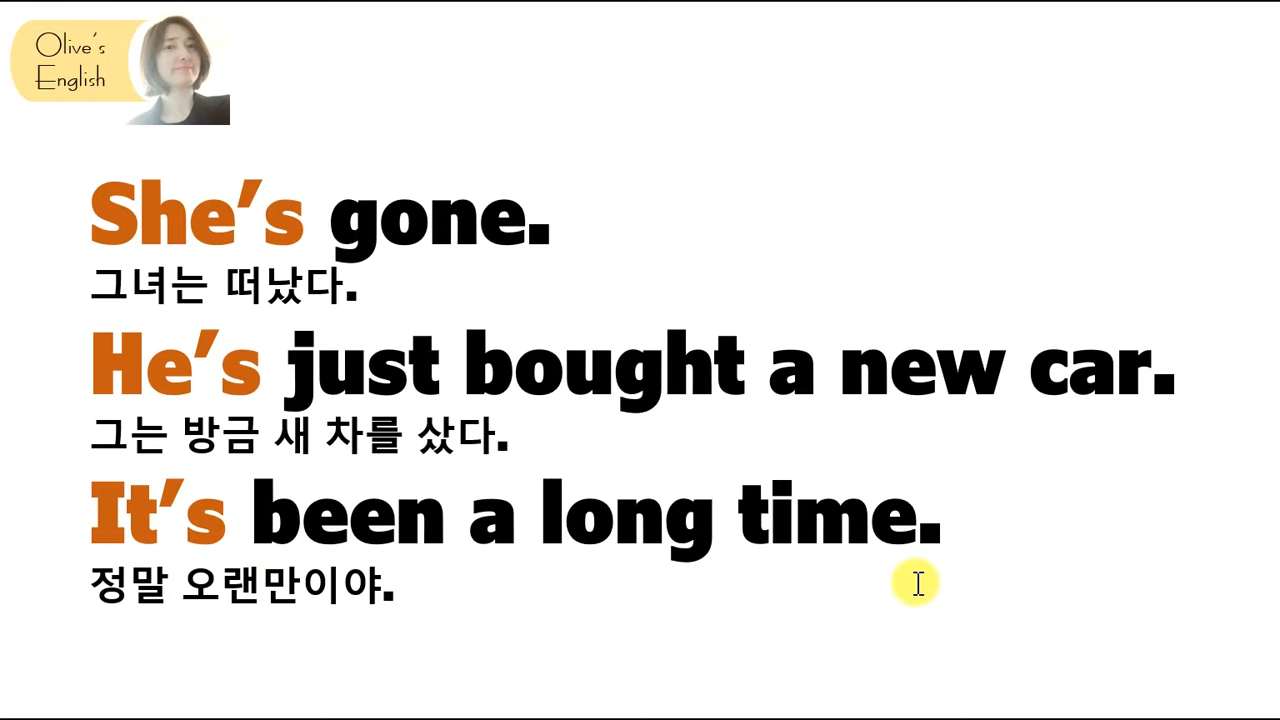 Olive's
English
She's gone.
그녀는 떠났다.
He's just bought a new car.
그는 방금 새 차를 샀다.
It's been a long time.
정말 오랜만이야.